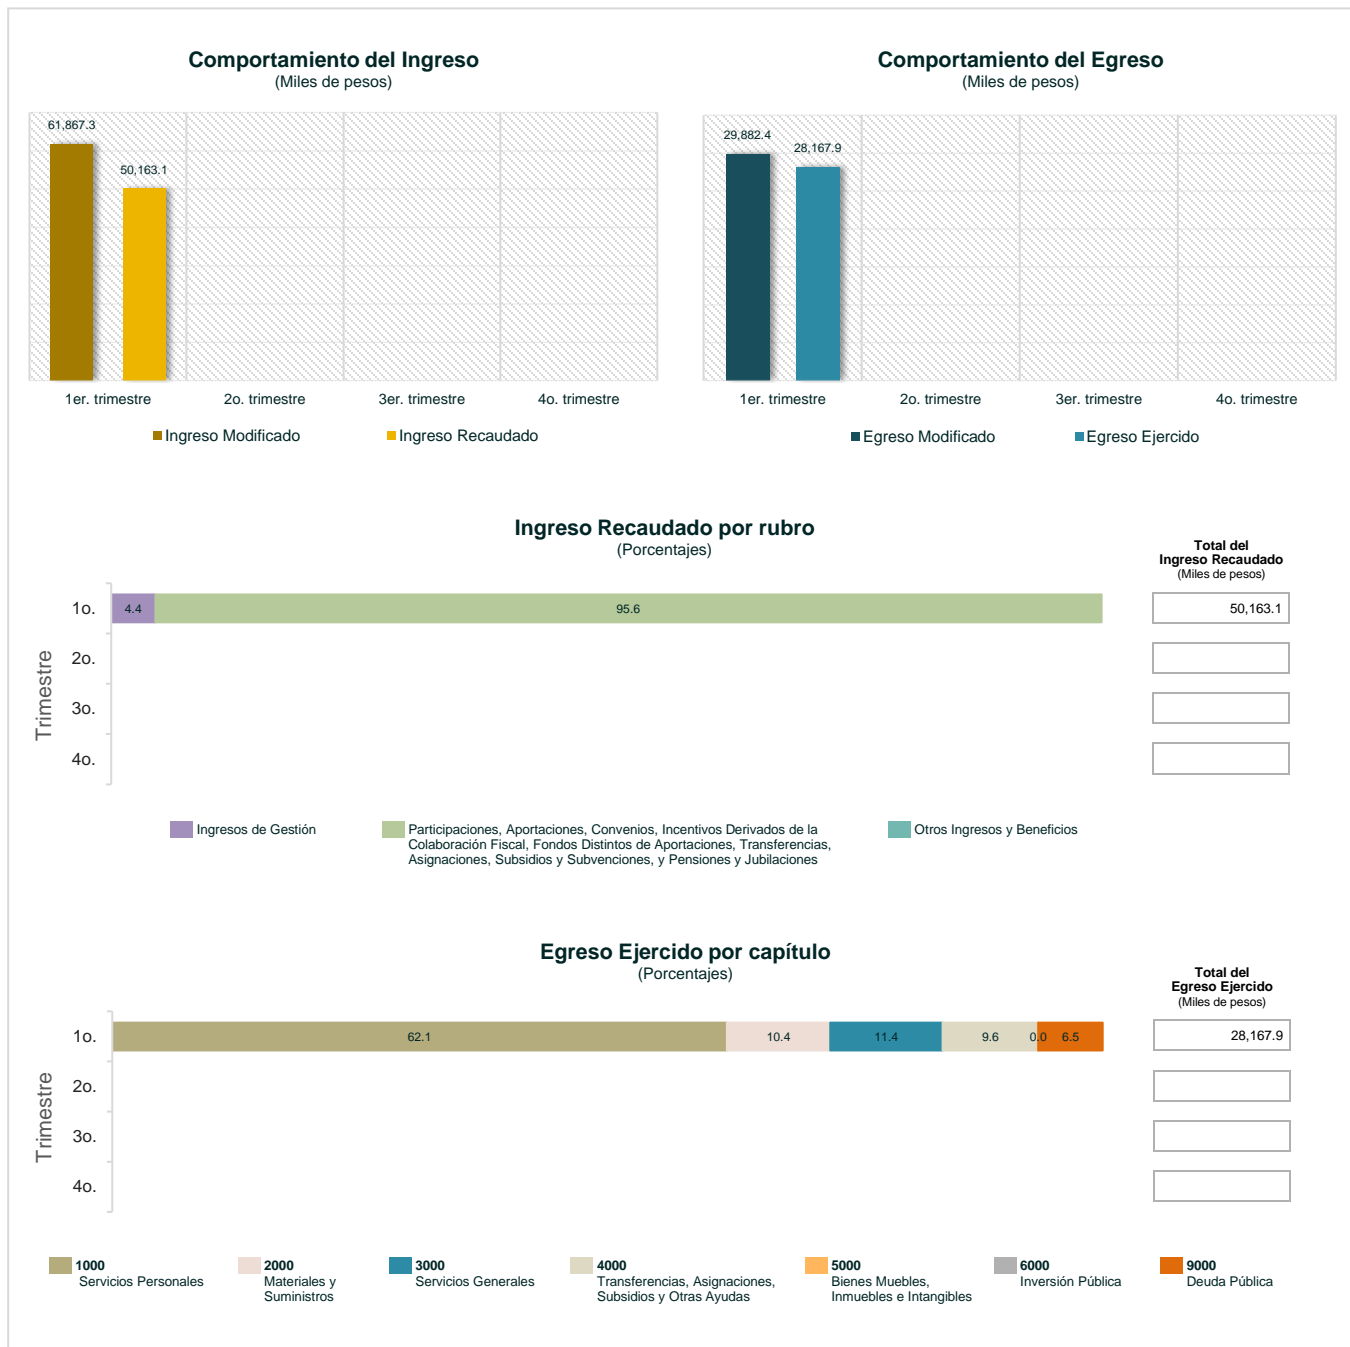 Comportamiento del Ingreso
(Miles de pesos)
61,867.3
50,163.1
1er. trimestre
2o. trimestre
3er. trimestre
4o. trimestre
Ingreso Modificado
Ingreso Recaudado
Comportamiento del Egreso
(Miles de pesos)
29,882.4
28,167.9
1er. trimestre
2o. trimestre
3er. trimestre
4o. trimestre
Egreso Modificado
Egreso Ejercido
Ingreso Recaudado por rubro
(Porcentajes)
Total del
Ingreso Recaudado
(Miles de pesos)
Trimestre
1o.
4.4
95.6
50,163.1
2o.
3o.
4o.
Ingresos de Gestión
Participaciones, Aportaciones, Convenios, Incentivos Derivados de la
Colaboración Fiscal, Fondos Distintos de Aportaciones, Transferencias,
Asignaciones, Subsidios y Subvenciones, y Pensiones y Jubilaciones
Otros Ingresos y Beneficios
Egreso Ejercido por capítulo
(Porcentajes)
Total del
Egreso Ejercido
(Miles de pesos)
Trimestre
1o.
62.1
10.4
11.4
9.6
0.0
6.5
28,167.9
2o.
3o.
4o.
1000
Servicios Personales
2000
Materiales y
Suministros
3000
Servicios Generales
4000
Transferencias, Asignaciones,
Subsidios y Otras Ayudas
5000
Bienes Muebles,
Inmuebles e Intangibles
6000
Inversión Pública
9000
Deuda Pública